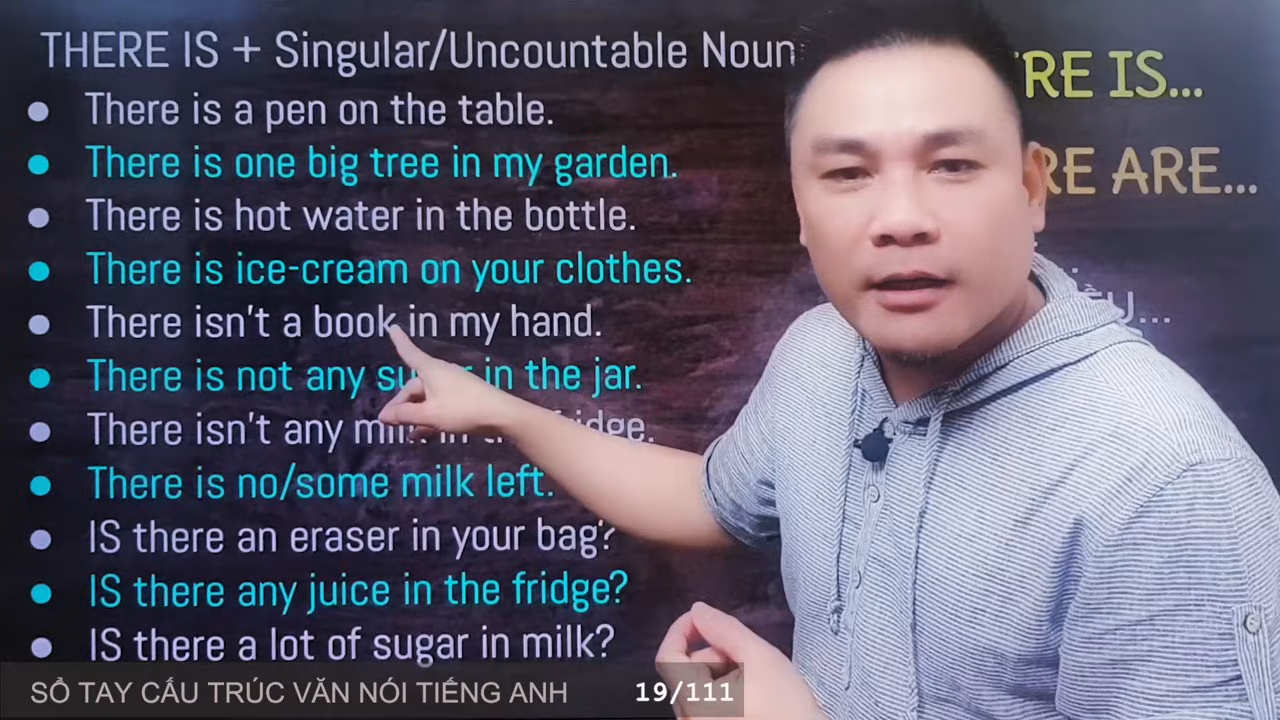 THERE IS + Singular/Uncountable Noun
There is a pen on the table.
There is one big tree in my garden.
There is hot water in the bottle.
There is ice-cream on your clothes.
There isn't a book in my hand.
There is not any in the jar.
There isn't any
There is no/some milk left.
IS there an eraser in your bag?
IS there any juice in the fridge?
IS there a lot of sugar in milk?
IS...
ARE...
SỔ TAY CẤU TRÚC VĂN NÓI TIẾNG ANH
19/111